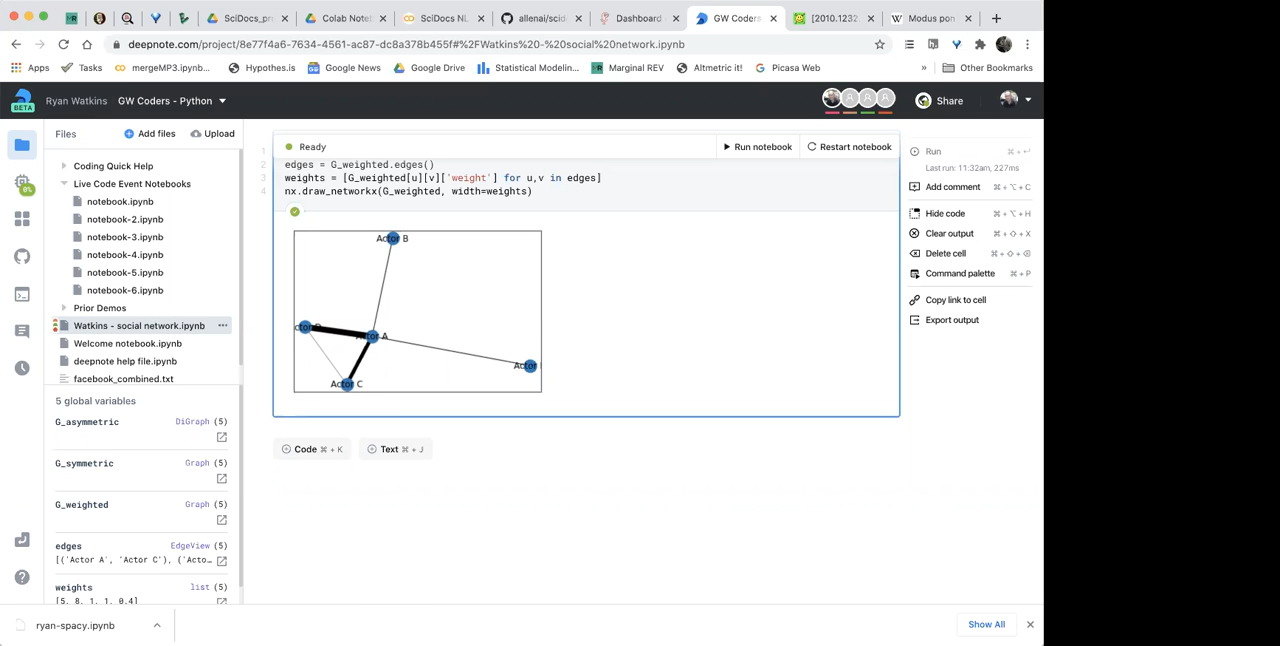 SciDocs_pro
Colab Note
SciDocs NL
allenai/scid
Dashboard
GW Coders
[2010.1232
Modus pon
deepnote.com/project/8e77f4a6-7634-4561-ac87-dc8a378b455f#%2FWatkins%20-%20social%20network.ipynb
Apps
Tasks
mergeMP3.ipynb...
Hypothes.is
Google News
Google Drive
Statistical Modelin...
Marginal REV
Altmetric it!
Picasa Web
»
Other Bookmarks
BETA
Ryan Watkins
GW Coders - Python
Share
Files
Add files
Upload
Coding Quick Help
Live Code Event Notebooks
notebook.ipynb
notebook-2.ipynb
notebook-3.ipynb
notebook-4.ipynb
notebook-5.ipynb
notebook-6.ipynb
Prior Demos
Watkins - social network.ipynb
Welcome notebook.ipynb
deepnote help file.ipynb
facebook_combined.txt
5 global variables
G_asymmetric DiGraph (5)
G_symmetric Graph (5)
G_weighted Graph (5)
edges EdgeView (5)
[('Actor A', 'Actor C'), ('Acto...
weights list (5)
[5, 8, 1, 1, 0.4]
Ready
Run notebook
Restart notebook
1
2 edges = G_weighted.edges()
3 weights = [G_weighted[u][v]['weight'] for u,v in edges]
4 nx.draw_networkx(G_weighted, width=weights)
Actor B
Actor A
Actor
Actor C
Code ⌘ + K
Text ⌘ + J
Run ⌘ + ↵
Last run: 11:32am, 227ms
Add comment ⌘ + ⌥ + C
Hide code ⌘ + ⌥ + H
Clear output ⌘ + ⇧ + X
Delete cell ⌘ + ⇧ + ⌫
Command palette ⌘ + P
Copy link to cell
Export output
ryan-spacy.ipynb
Show All